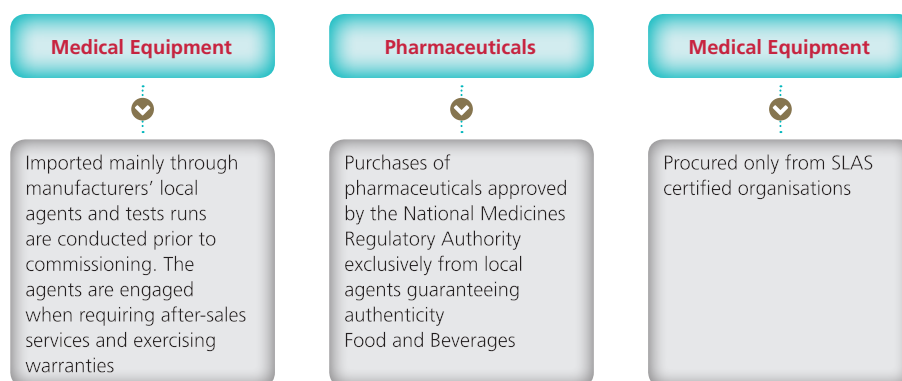 Medical Equipment
Imported mainly through
manufacturers’ local
agents and tests runs
are conducted prior to
commissioning. The
agents are engaged
when requiring after-sales
services and exercising
warranties
Pharmaceuticals
Purchases of
pharmaceuticals approved
by the National Medicines
Regulatory Authority
exclusively from local
agents guaranteeing
authenticity
Food and Beverages
Medical Equipment
Procured only from SLAS
certified organisations